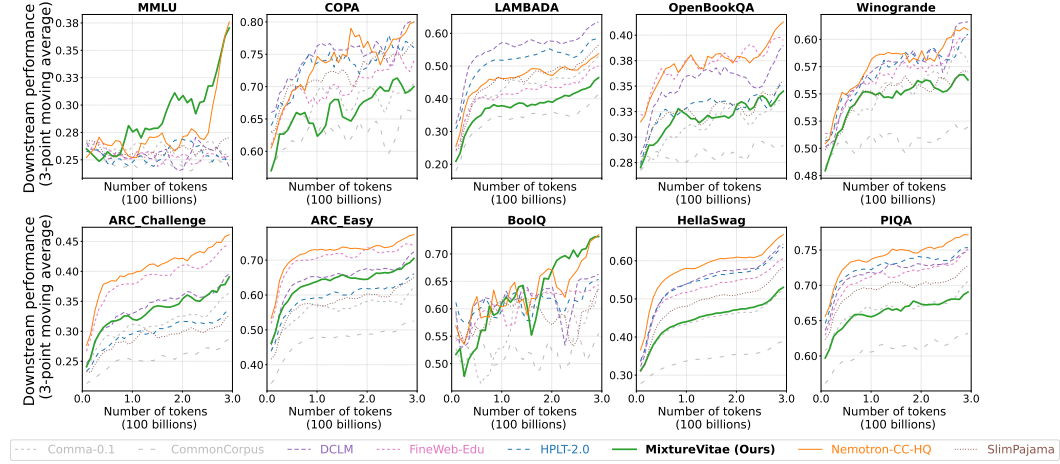 MMLU COPA LAMBADA OpenBookQA Winogrande
Downstream performance
(3-point moving average)
0.38
0.35
0.33
0.30
0.28
0.25
0.80
0.75
0.70
0.65
0.60
0.60
0.50
0.40
0.30
0.20
0.40
0.38
0.35
0.33
0.30
0.28
0.60
0.58
0.55
0.53
0.50
0.48
Number of tokens
(100 billions)
Number of tokens
(100 billions)
Number of tokens
(100 billions)
Number of tokens
(100 billions)
Number of tokens
(100 billions)
ARC_Challenge ARC_Easy BoolQ HellaSwag PIQA
Downstream performance
(3-point moving average)
0.45
0.40
0.35
0.30
0.25
0.70
0.60
0.50
0.40
0.70
0.65
0.60
0.55
0.50
0.60
0.50
0.40
0.30
0.75
0.70
0.65
0.60
0.0 1.0 2.0 3.0
0.0 1.0 2.0 3.0
0.0 1.0 2.0 3.0
0.0 1.0 2.0 3.0
0.0 1.0 2.0 3.0
Number of tokens
(100 billions)
Number of tokens
(100 billions)
Number of tokens
(100 billions)
Number of tokens
(100 billions)
Number of tokens
(100 billions)
Comma-0.1 CommonCorpus DCLM FineWeb-Edu HPLT-2.0 MixtureVitae (Ours) Nemotron-CC-HQ SlimPajama